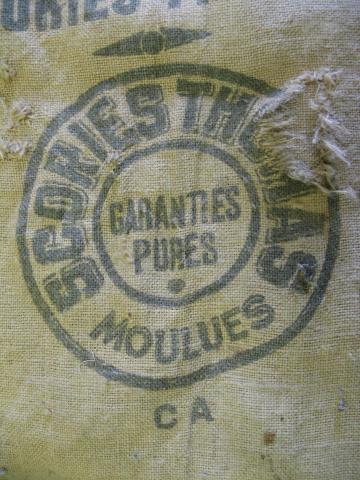 SCORIES THOMAS
GARANTIES
PURES
MOULUES
CA